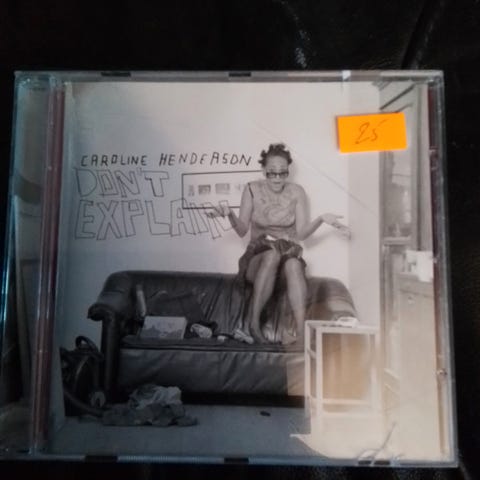 CAROLINE HENDERSON
DON'T
EXPLAIN
25